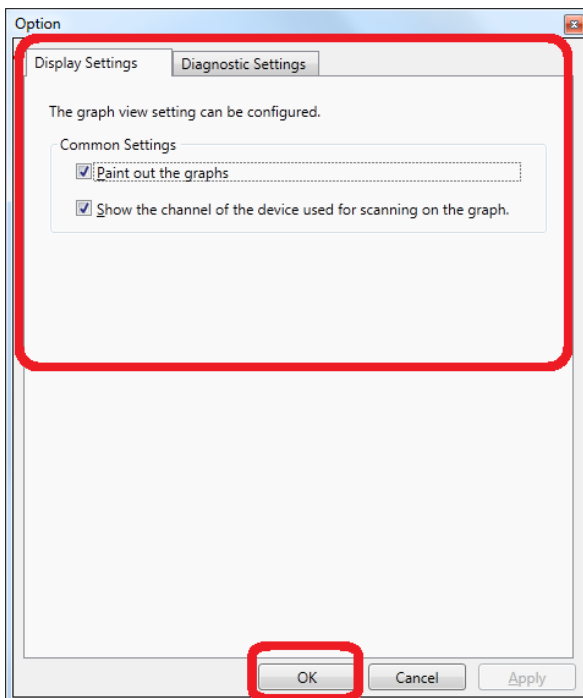 Option
Display Settings Diagnostic Settings
The graph view setting can be configured.
Common Settings
Paint out the graphs
Show the channel of the device used for scanning on the graph.
OK Cancel Apply